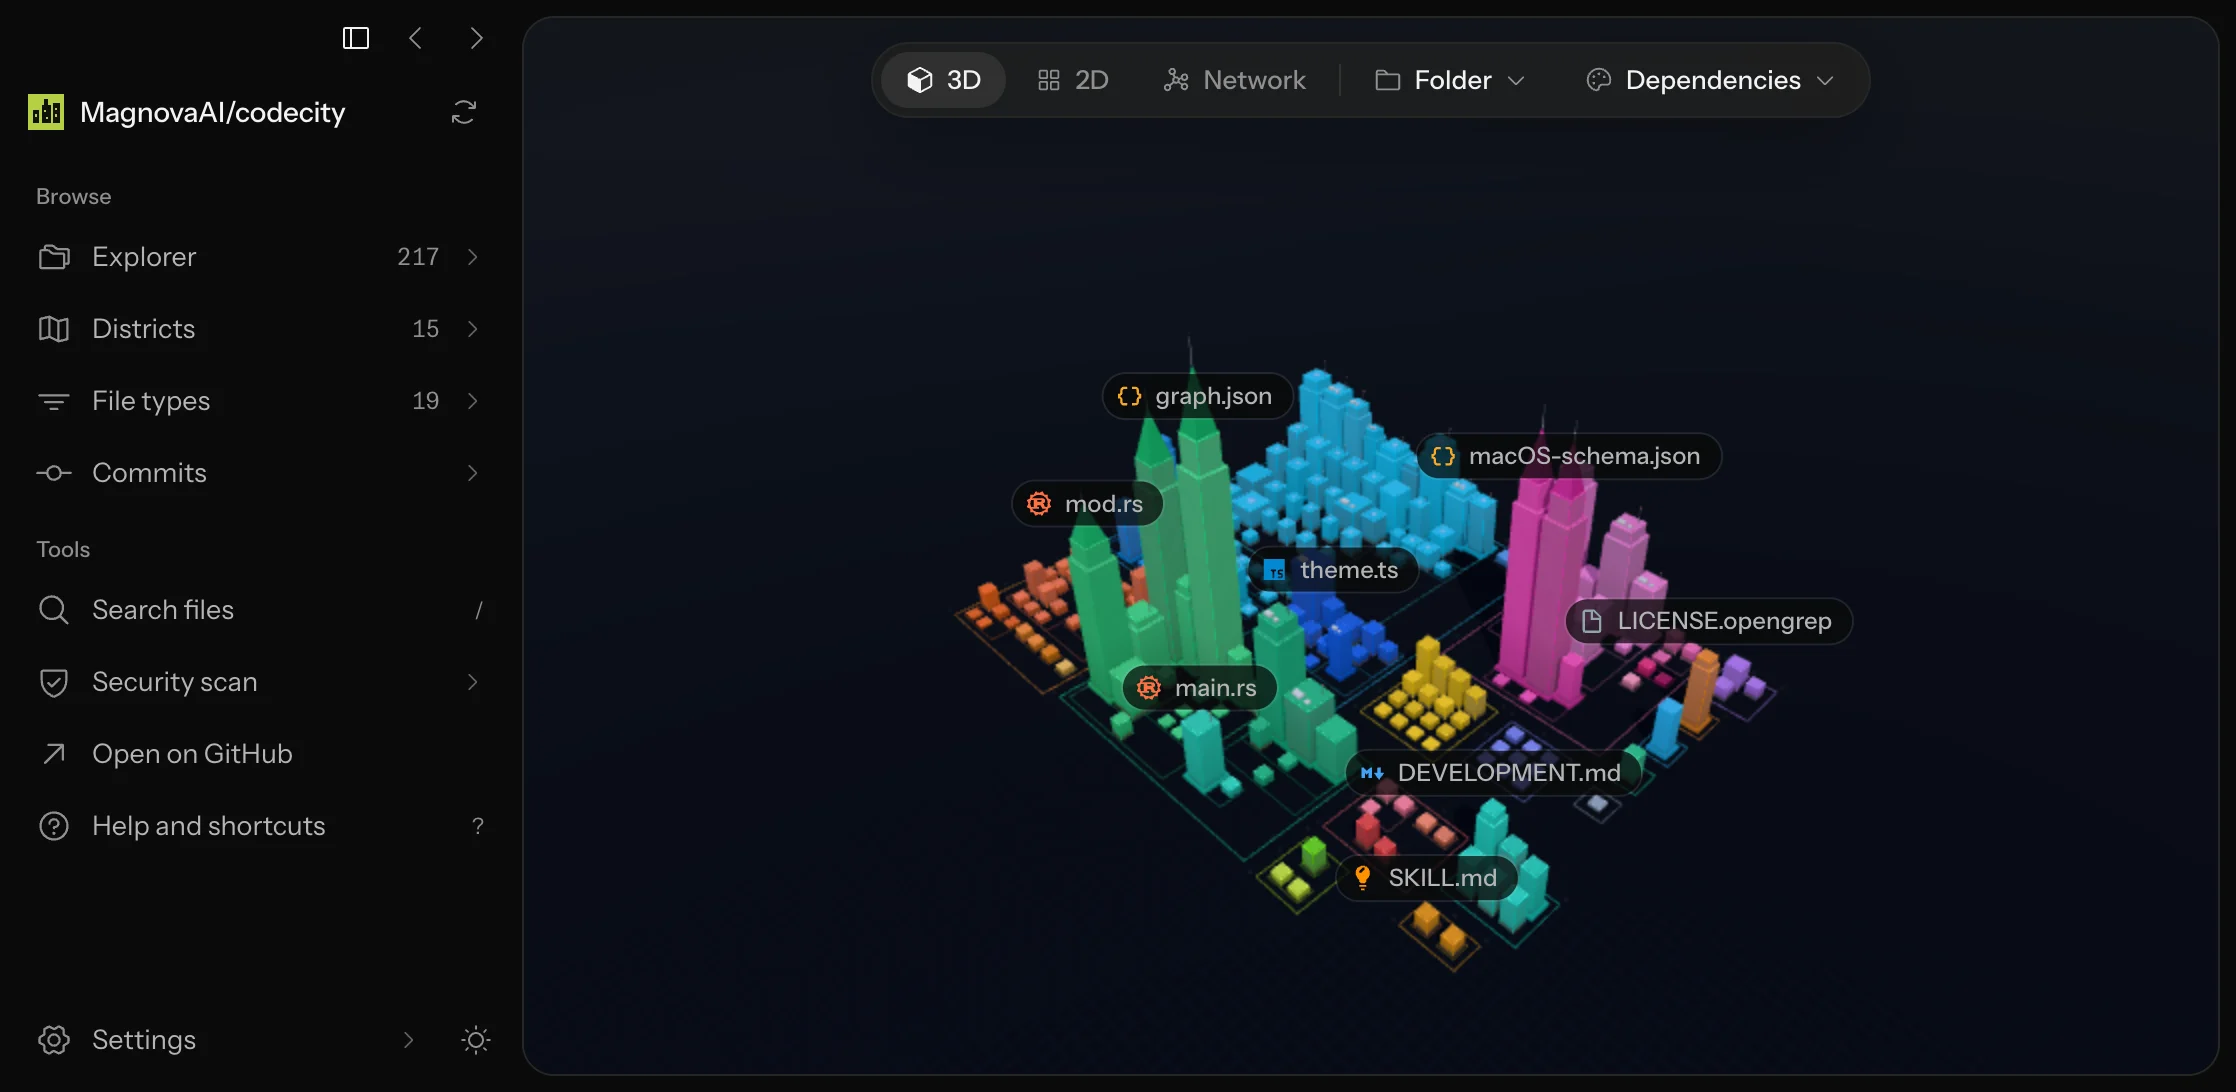 MagnovaAI/codecity
Browse
Explorer 217
Districts 15
File types 19
Commits
Tools
Search files /
Security scan
Open on GitHub
Help and shortcuts ?
Settings
3D 2D Network Folder Dependencies
graph.json
macOS-schema.json
mod.rs
TS theme.ts
LICENSE.opengrep
main.rs
DEVELOPMENT.md
SKILL.md